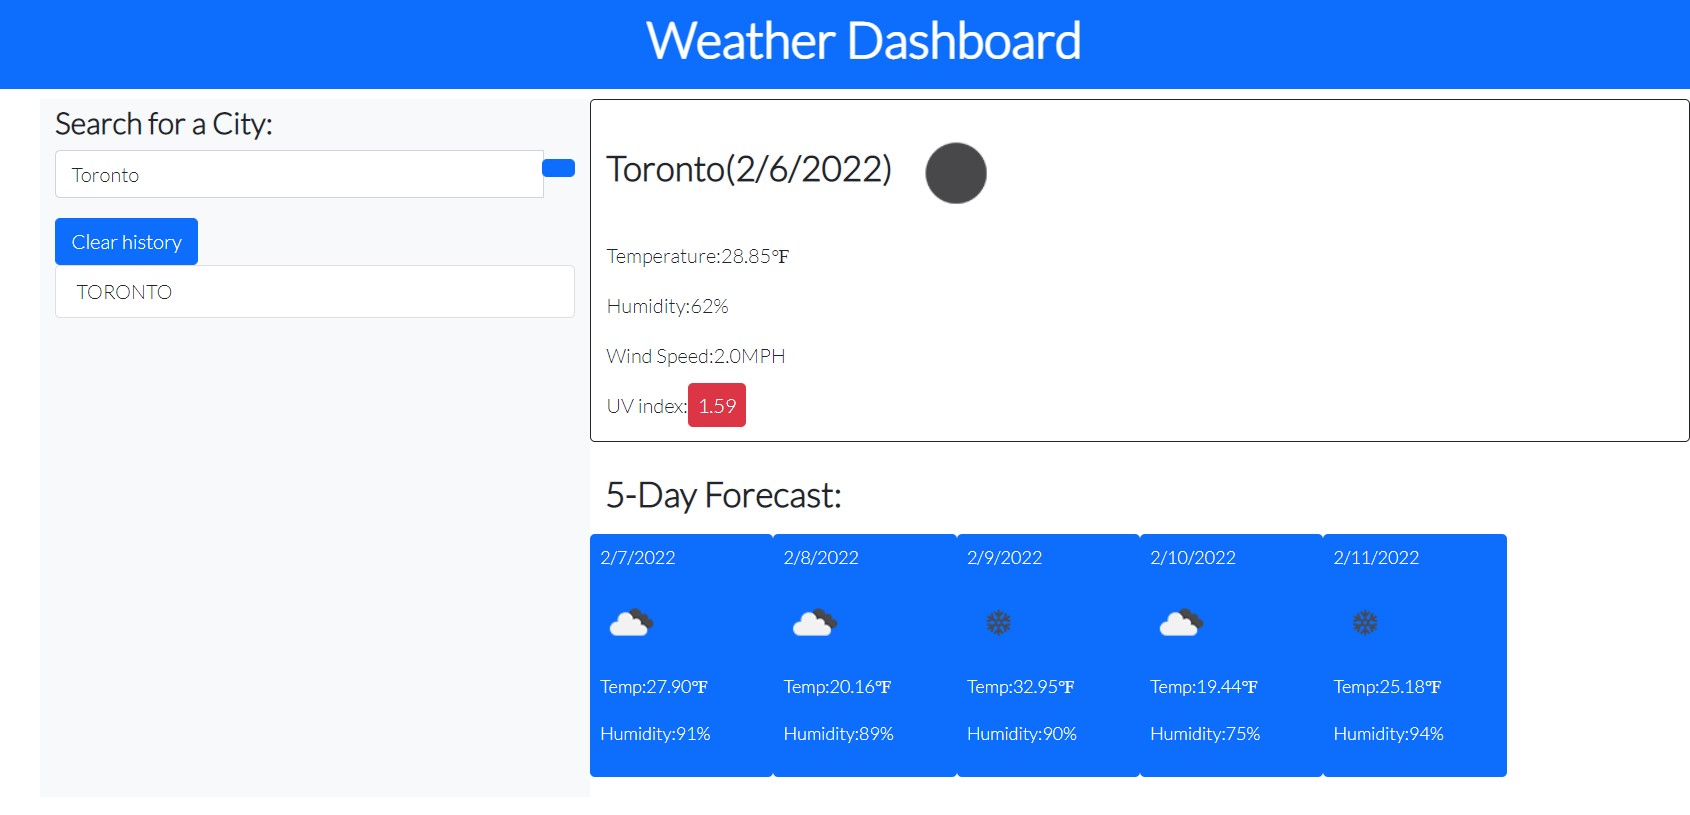 Weather Dashboard
Search for a City:
Toronto
Clear history
TORONTO
Toronto(2/6/2022)
Temperature:28.85℉
Humidity:62%
Wind Speed:2.0MPH
UV index:1.59
5-Day Forecast:
2/7/2022
Temp:27.90℉
Humidity:91%
2/8/2022
Temp:20.16℉
Humidity:89%
2/9/2022
Temp:32.95℉
Humidity:90%
2/10/2022
Temp:19.44℉
Humidity:75%
2/11/2022
Temp:25.18℉
Humidity:94%